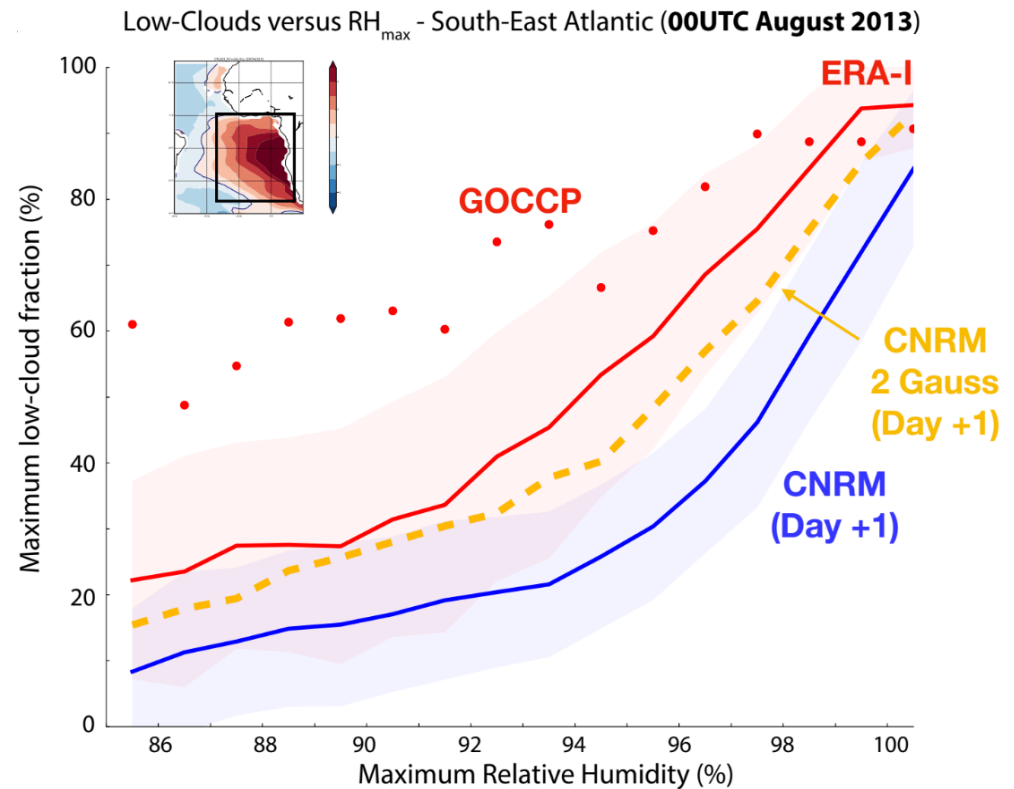 Low-Clouds versus RHmax - South-East Atlantic (00UTC August 2013)
100
ERA-I
80
GOCCP
60
CNRM
2 Gauss
(Day +1)
40
CNRM
(Day +1)
20
0
86 88 90 92 94 96 98 100
Maximum Relative Humidity (%)
Maximum low-cloud fraction (%)